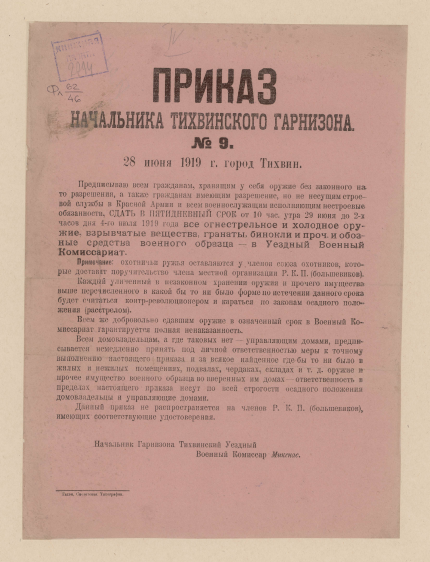 ПРИКАЗ
НАЧАЛЬНИКА ТИХВИНСКОГО ГАРНИЗОНА.
№ 9.
28 июня 1919 г. город Тихвин.
Предписываю всем гражданам, хранящим у себя оружие без законного на
то разрешения, а также гражданам имеющим разрешение, но не несущим строе-
вой службы в Красной Армии и всем военнослужащим исполняющим нестроевые
обязанности, СДАТЬ В ПЯТИДНЕВНЫЙ СРОК от 10 час. утра 29 июня до 2-х
часов дня 4-го июля 1919 года все огнестрельное и холодное ору-
жие, взрывчатые вещества, гранаты, бинокли и проч. и обоз-
ные средства военного образца — в Уездный Военный
Комиссариат.
Примечание: охотничьи ружья оставляются у членов союза охотников, кото-
рые доставят поручительство члена местной организации Р. К. П. (большевиков).
Каждый уличенный в незаконном хранении оружия и прочего имущества
выше перечисленного в какой бы то ни было форме по истечении данного срока
будет считаться контр-революционером и караться по законам осадного поло-
жения (расстрелом).
Всем же добровольно сдавшим оружие в означенный срок в Военный Ко-
миссариат гарантируется полная ненаказанность.
Всем домовладельцам, а где таковых нет — управляющим домами, предпи-
сывается немедленно принять под личной ответственностью меры к точному
выполнению настоящего приказа и за всякое найденное где бы то ни было в
жилых и нежилых помещениях, подвалах, чердаках, складах и т. д. оружие и
прочее имущество военного образца во вверенных им домах — ответственность в
пределах настоящего приказа несут по всей строгости осадного положения
домовладельцы и управляющие домами.
Данный приказ не распространяется на членов Р. К. П. (большевиков),
имеющих соответствующие удостоверения.
Начальник Гарнизона Тихвинский Уездный
Военный Комиссар